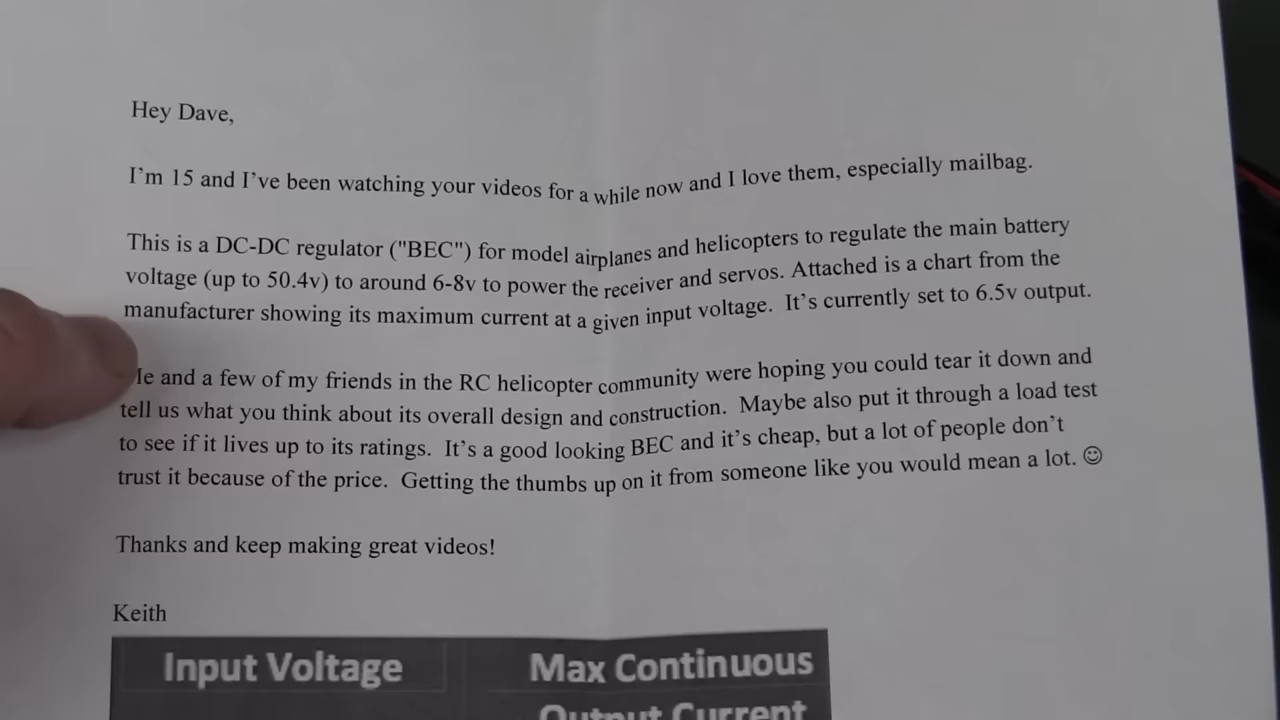 Hey Dave,
I'm 15 and I've been watching your videos for a while now and I love them, especially mailbag.
This is a DC-DC regulator ("BEC") for model airplanes and helicopters to regulate the main battery
voltage (up to 50.4v) to around 6-8v to power the receiver and servos. Attached is a chart from the
manufacturer showing its maximum current at a given input voltage. It's currently set to 6.5v output.
Me and a few of my friends in the RC helicopter community were hoping you could tear it down and
tell us what you think about its overall design and construction. Maybe also put it through a load test
to see if it lives up to its ratings. It's a good looking BEC and it's cheap, but a lot of people don't
trust it because of the price. Getting the thumbs up on it from someone like you would mean a lot. ☺
Thanks and keep making great videos!
Keith
Input Voltage Max Continuous
Output Current